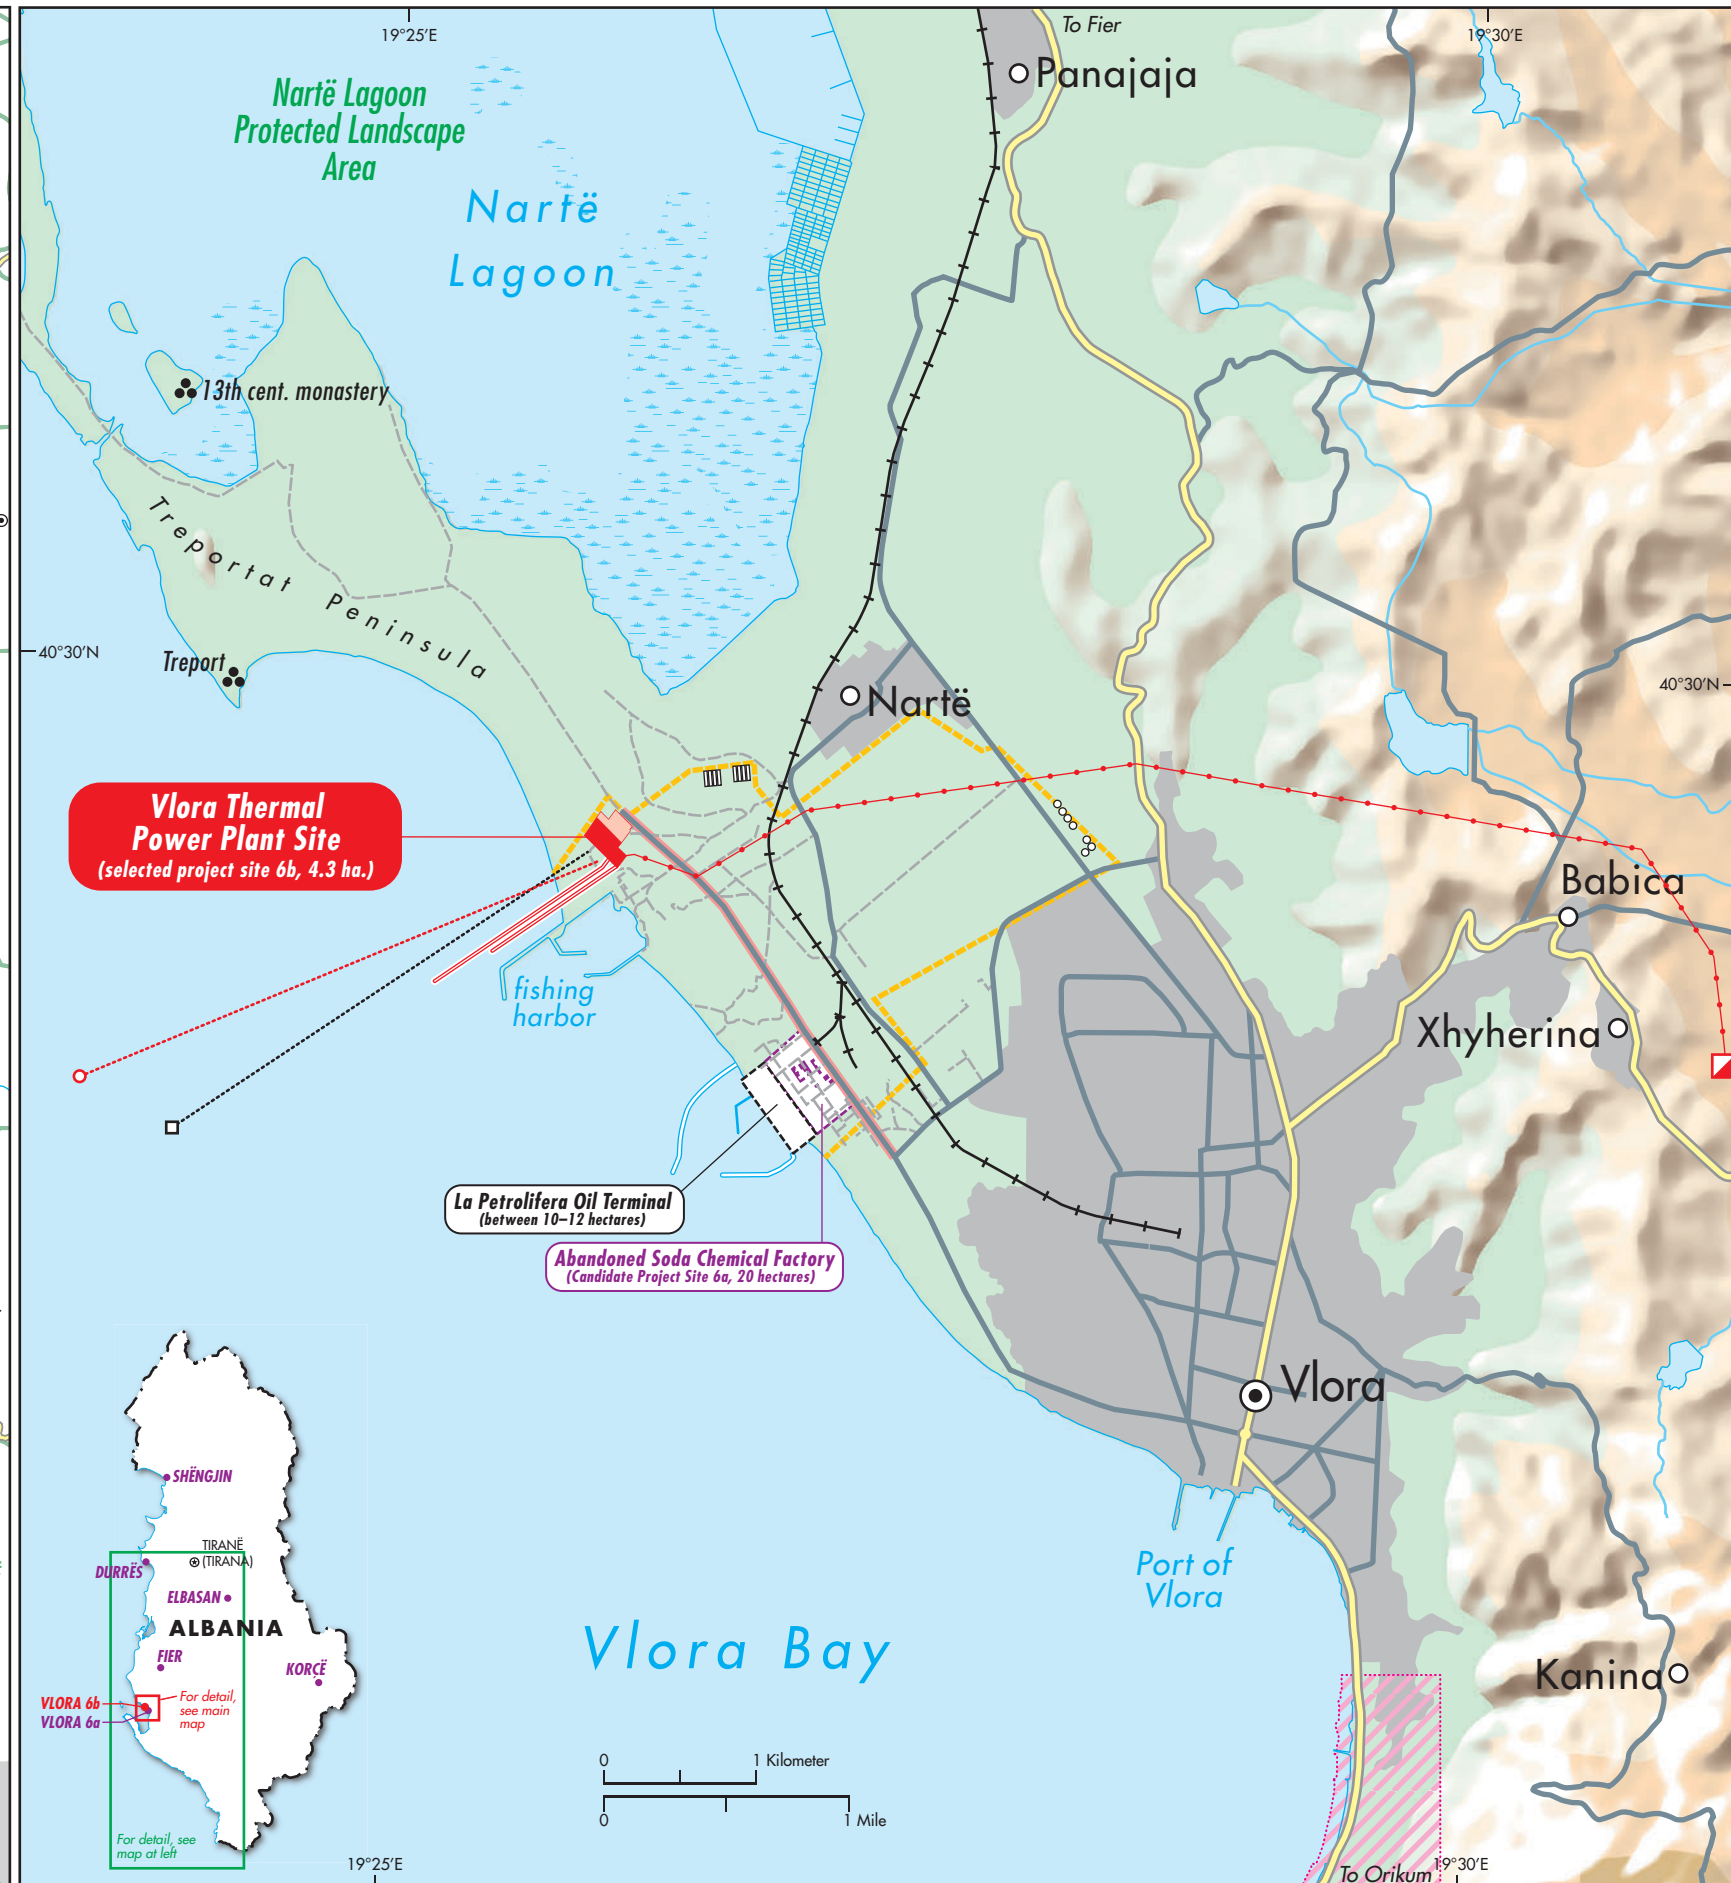 19°25'E
To Fier
19°30'E
Panajaja
Nartë Lagoon
Protected Landscape
Area
Nartë
Lagoon
13th cent. monastery
Treportat Peninsula
40°30'N
Treport
40°30'N
Nartë
Vlora Thermal
Power Plant Site
(selected project site 6b, 4.3 ha.)
Babica
fishing
harbor
Xhyherina
La Petrolifera Oil Terminal
(between 10–12 hectares)
Abandoned Soda Chemical Factory
(Candidate Project Site 6a, 20 hectares)
Vlora
SHËNGJIN
TIRANË
(TIRANA)
DURRËS
ELBASAN
ALBANIA
FIER
KORÇË
VLORA 6b
VLORA 6a
For detail,
see main
map
For detail, see
map at left
Port of
Vlora
Vlora Bay
Kanina
0
1 Kilometer
0
1 Mile
19°25'E
To Orikum
19°30'E